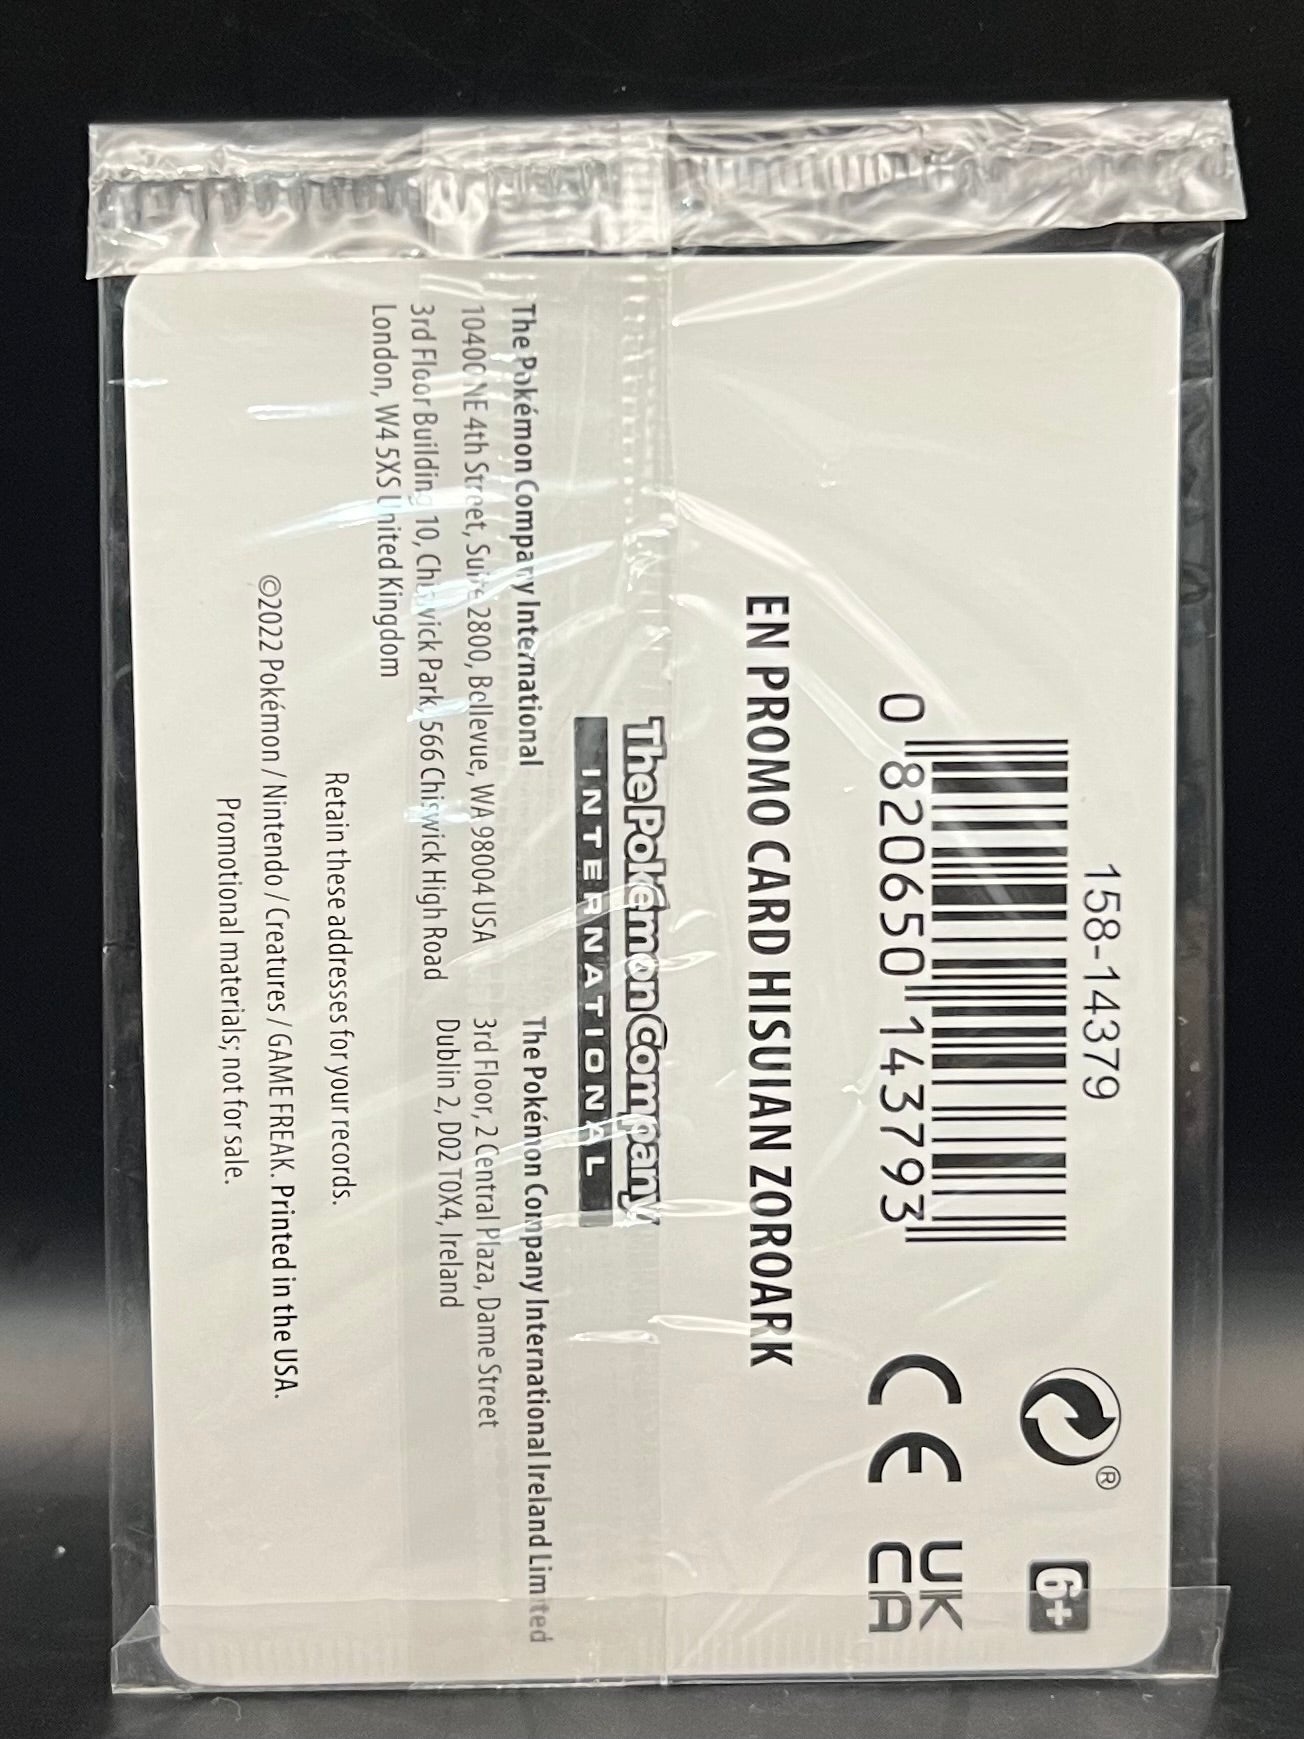 158-14379
0 820650 143793
®
6+
CE
UK
CA
EN PROMO CARD HISUIAN ZOROARK
The Pokémon Company
INTERNATIONAL
The Pokémon Company International
10400 NE 4th Street, Suite 2800, Bellevue, WA 98004 USA
3rd Floor Building 10, Chiswick Park, 566 Chiswick High Road
London, W4 5XS United Kingdom
The Pokémon Company International Ireland Limited
3rd Floor, 2 Central Plaza, Dame Street
Dublin 2, D02 T0X4, Ireland
Retain these addresses for your records.
©2022 Pokémon / Nintendo / Creatures / GAME FREAK. Printed in the USA.
Promotional materials; not for sale.